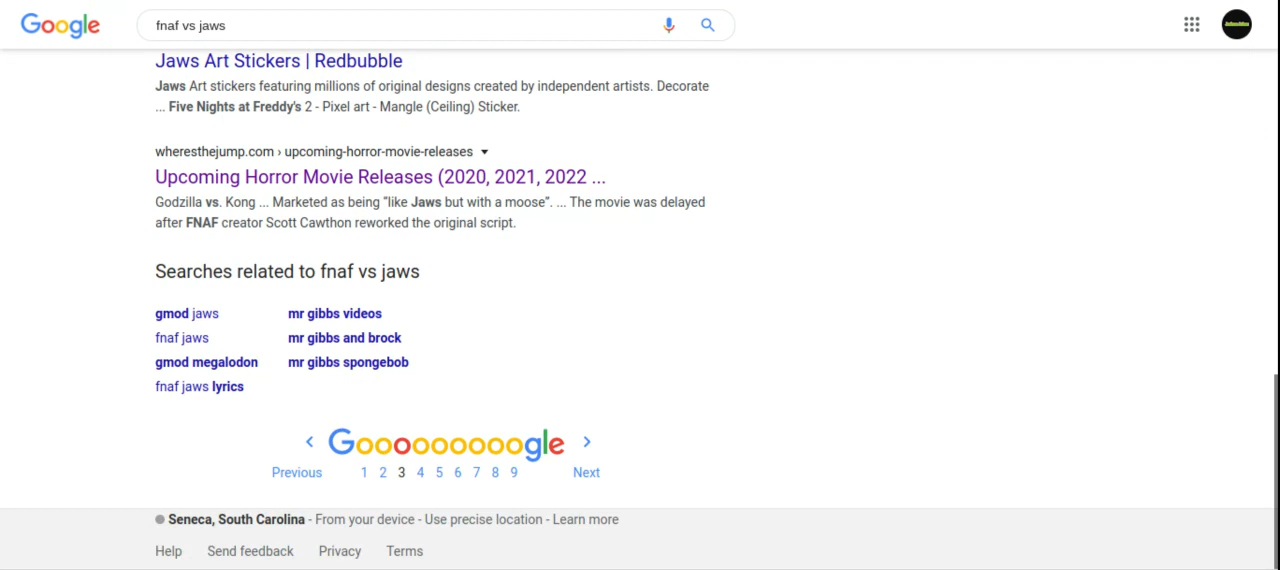 Google
fnaf vs jaws
Jaws Art Stickers | Redbubble
Jaws Art stickers featuring millions of original designs created by independent artists. Decorate
... Five Nights at Freddy's 2 - Pixel art - Mangle (Ceiling) Sticker.
wheresthejump.com › upcoming-horror-movie-releases
Upcoming Horror Movie Releases (2020, 2021, 2022 ...
Godzilla vs. Kong ... Marketed as being “like Jaws but with a moose”. ... The movie was delayed
after FNAF creator Scott Cawthon reworked the original script.
Searches related to fnaf vs jaws
gmod jaws
mr gibbs videos
fnaf jaws
mr gibbs and brock
gmod megalodon
mr gibbs spongebob
fnaf jaws lyrics
Goooooooooogle
Previous 1 2 3 4 5 6 7 8 9 Next
Seneca, South Carolina - From your device - Use precise location - Learn more
Help Send feedback Privacy Terms